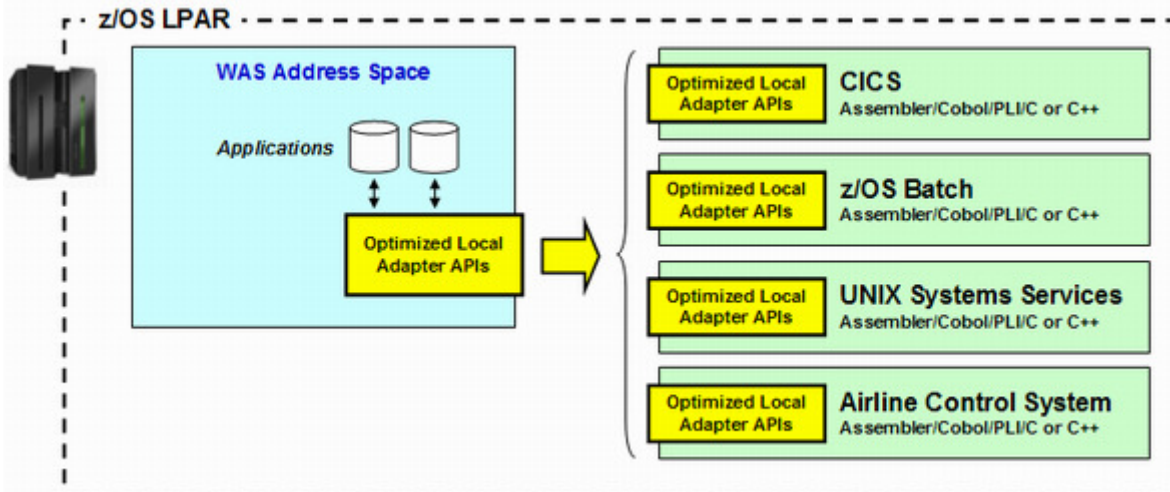 z/OS LPAR
WAS Address Space
Applications
Optimized Local
Adapter APIs
Optimized Local
Adapter APIs
CICS
Assembler/Cobol/PLI/C or C++
Optimized Local
Adapter APIs
z/OS Batch
Assembler/Cobol/PLI/C or C++
Optimized Local
Adapter APIs
UNIX Systems Services
Assembler/Cobol/PLI/C or C++
Optimized Local
Adapter APIs
Airline Control System
Assembler/Cobol/PLI/C or C++